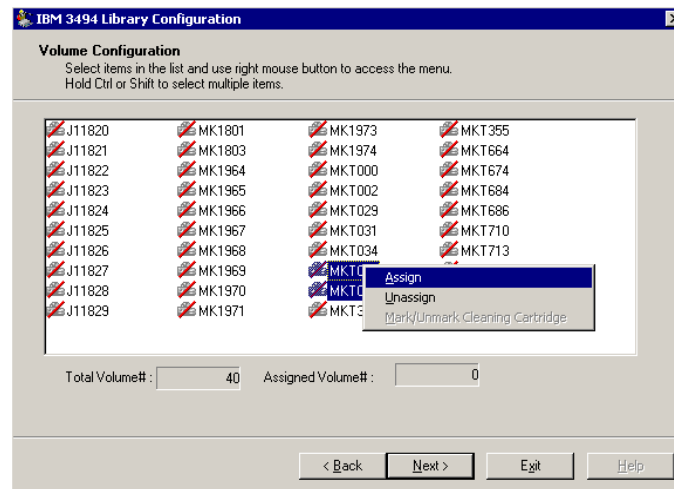 IBM 3494 Library Configuration
Volume Configuration
Select items in the list and use right mouse button to access the menu.
Hold Ctrl or Shift to select multiple items.
J11820 MK1801 MK1973 MKT355
J11821 MK1803 MK1974 MKT664
J11822 MK1964 MKT000 MKT674
J11823 MK1965 MKT002 MKT684
J11824 MK1966 MKT029 MKT686
J11825 MK1967 MKT031 MKT710
J11826 MK1968 MKT034 MKT713
J11827 MK1969
J11828 MK1970
J11829 MK1971
Assign
Unassign
Mark/Unmark Cleaning Cartridge
Total Volume# : 40 Assigned Volume# : 0
< Back Next > Exit Help